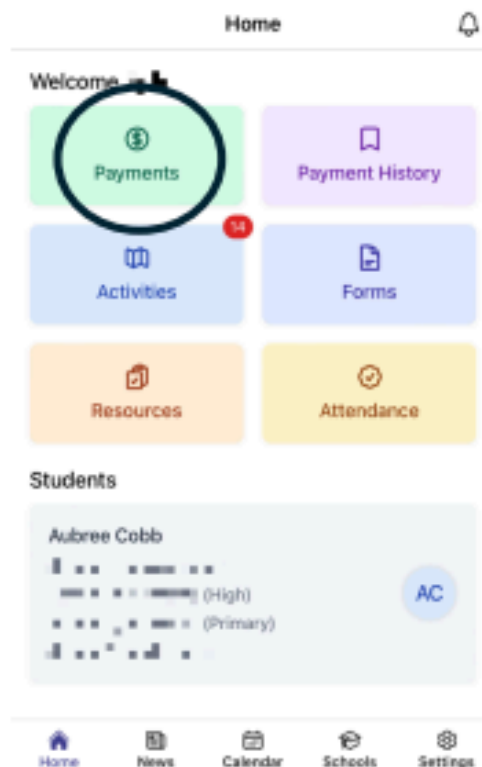 Home
Welcome
Payments
Payment History
14
Activities
Forms
Resources
Attendance
Students
Aubree Cobb
(High)
AC
(Primary)
Home News Calendar Schools Settings